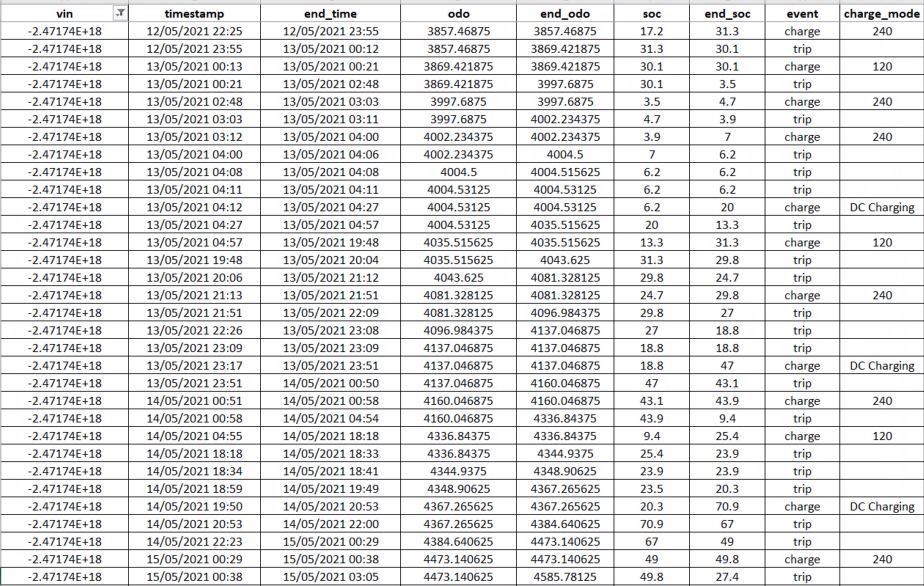 vin timestamp end_time odo end_odo soc end_soc event charge_mode
-2.47174E+18 12/05/2021 22:25 12/05/2021 23:55 3857.46875 3857.46875 17.2 31.3 charge 240
-2.47174E+18 12/05/2021 23:55 13/05/2021 00:12 3857.46875 3869.421875 31.3 30.1 trip
-2.47174E+18 13/05/2021 00:13 13/05/2021 00:21 3869.421875 3869.421875 30.1 30.1 charge 120
-2.47174E+18 13/05/2021 00:21 13/05/2021 02:48 3869.421875 3997.6875 30.1 3.5 trip
-2.47174E+18 13/05/2021 02:48 13/05/2021 03:03 3997.6875 3997.6875 3.5 4.7 charge 240
-2.47174E+18 13/05/2021 03:03 13/05/2021 03:11 3997.6875 4002.234375 4.7 3.9 trip
-2.47174E+18 13/05/2021 03:12 13/05/2021 04:00 4002.234375 4002.234375 3.9 7 charge 240
-2.47174E+18 13/05/2021 04:00 13/05/2021 04:06 4002.234375 4004.5 7 6.2 trip
-2.47174E+18 13/05/2021 04:08 13/05/2021 04:08 4004.5 4004.515625 6.2 6.2 trip
-2.47174E+18 13/05/2021 04:11 13/05/2021 04:11 4004.53125 4004.53125 6.2 6.2 trip
-2.47174E+18 13/05/2021 04:12 13/05/2021 04:27 4004.53125 4004.53125 6.2 20 charge DC Charging
-2.47174E+18 13/05/2021 04:27 13/05/2021 04:57 4004.53125 4035.515625 20 13.3 trip
-2.47174E+18 13/05/2021 04:57 13/05/2021 19:48 4035.515625 4035.515625 13.3 31.3 charge 120
-2.47174E+18 13/05/2021 19:48 13/05/2021 20:04 4035.515625 4043.625 31.3 29.8 trip
-2.47174E+18 13/05/2021 20:06 13/05/2021 21:12 4043.625 4081.328125 29.8 24.7 trip
-2.47174E+18 13/05/2021 21:13 13/05/2021 21:51 4081.328125 4081.328125 24.7 29.8 charge 240
-2.47174E+18 13/05/2021 21:51 13/05/2021 22:09 4081.328125 4096.984375 29.8 27 trip
-2.47174E+18 13/05/2021 22:26 13/05/2021 23:08 4096.984375 4137.046875 27 18.8 trip
-2.47174E+18 13/05/2021 23:09 13/05/2021 23:09 4137.046875 4137.046875 18.8 18.8 trip
-2.47174E+18 13/05/2021 23:17 13/05/2021 23:51 4137.046875 4137.046875 18.8 47 charge DC Charging
-2.47174E+18 13/05/2021 23:51 14/05/2021 00:50 4137.046875 4160.046875 47 43.1 trip
-2.47174E+18 14/05/2021 00:51 14/05/2021 00:58 4160.046875 4160.046875 43.1 43.9 charge 240
-2.47174E+18 14/05/2021 00:58 14/05/2021 04:54 4160.046875 4336.84375 43.9 9.4 trip
-2.47174E+18 14/05/2021 04:55 14/05/2021 18:18 4336.84375 4336.84375 9.4 25.4 charge 120
-2.47174E+18 14/05/2021 18:18 14/05/2021 18:33 4336.84375 4344.9375 25.4 23.9 trip
-2.47174E+18 14/05/2021 18:34 14/05/2021 18:41 4344.9375 4348.90625 23.9 23.9 trip
-2.47174E+18 14/05/2021 18:59 14/05/2021 19:49 4348.90625 4367.265625 23.5 20.3 trip
-2.47174E+18 14/05/2021 19:50 14/05/2021 20:53 4367.265625 4367.265625 20.3 70.9 charge DC Charging
-2.47174E+18 14/05/2021 20:53 14/05/2021 22:00 4367.265625 4384.640625 70.9 67 trip
-2.47174E+18 14/05/2021 22:23 15/05/2021 00:29 4384.640625 4473.140625 67 49 trip
-2.47174E+18 15/05/2021 00:29 15/05/2021 00:38 4473.140625 4473.140625 49 49.8 charge 240
-2.47174E+18 15/05/2021 00:38 15/05/2021 03:05 4473.140625 4585.78125 49.8 27.4 trip